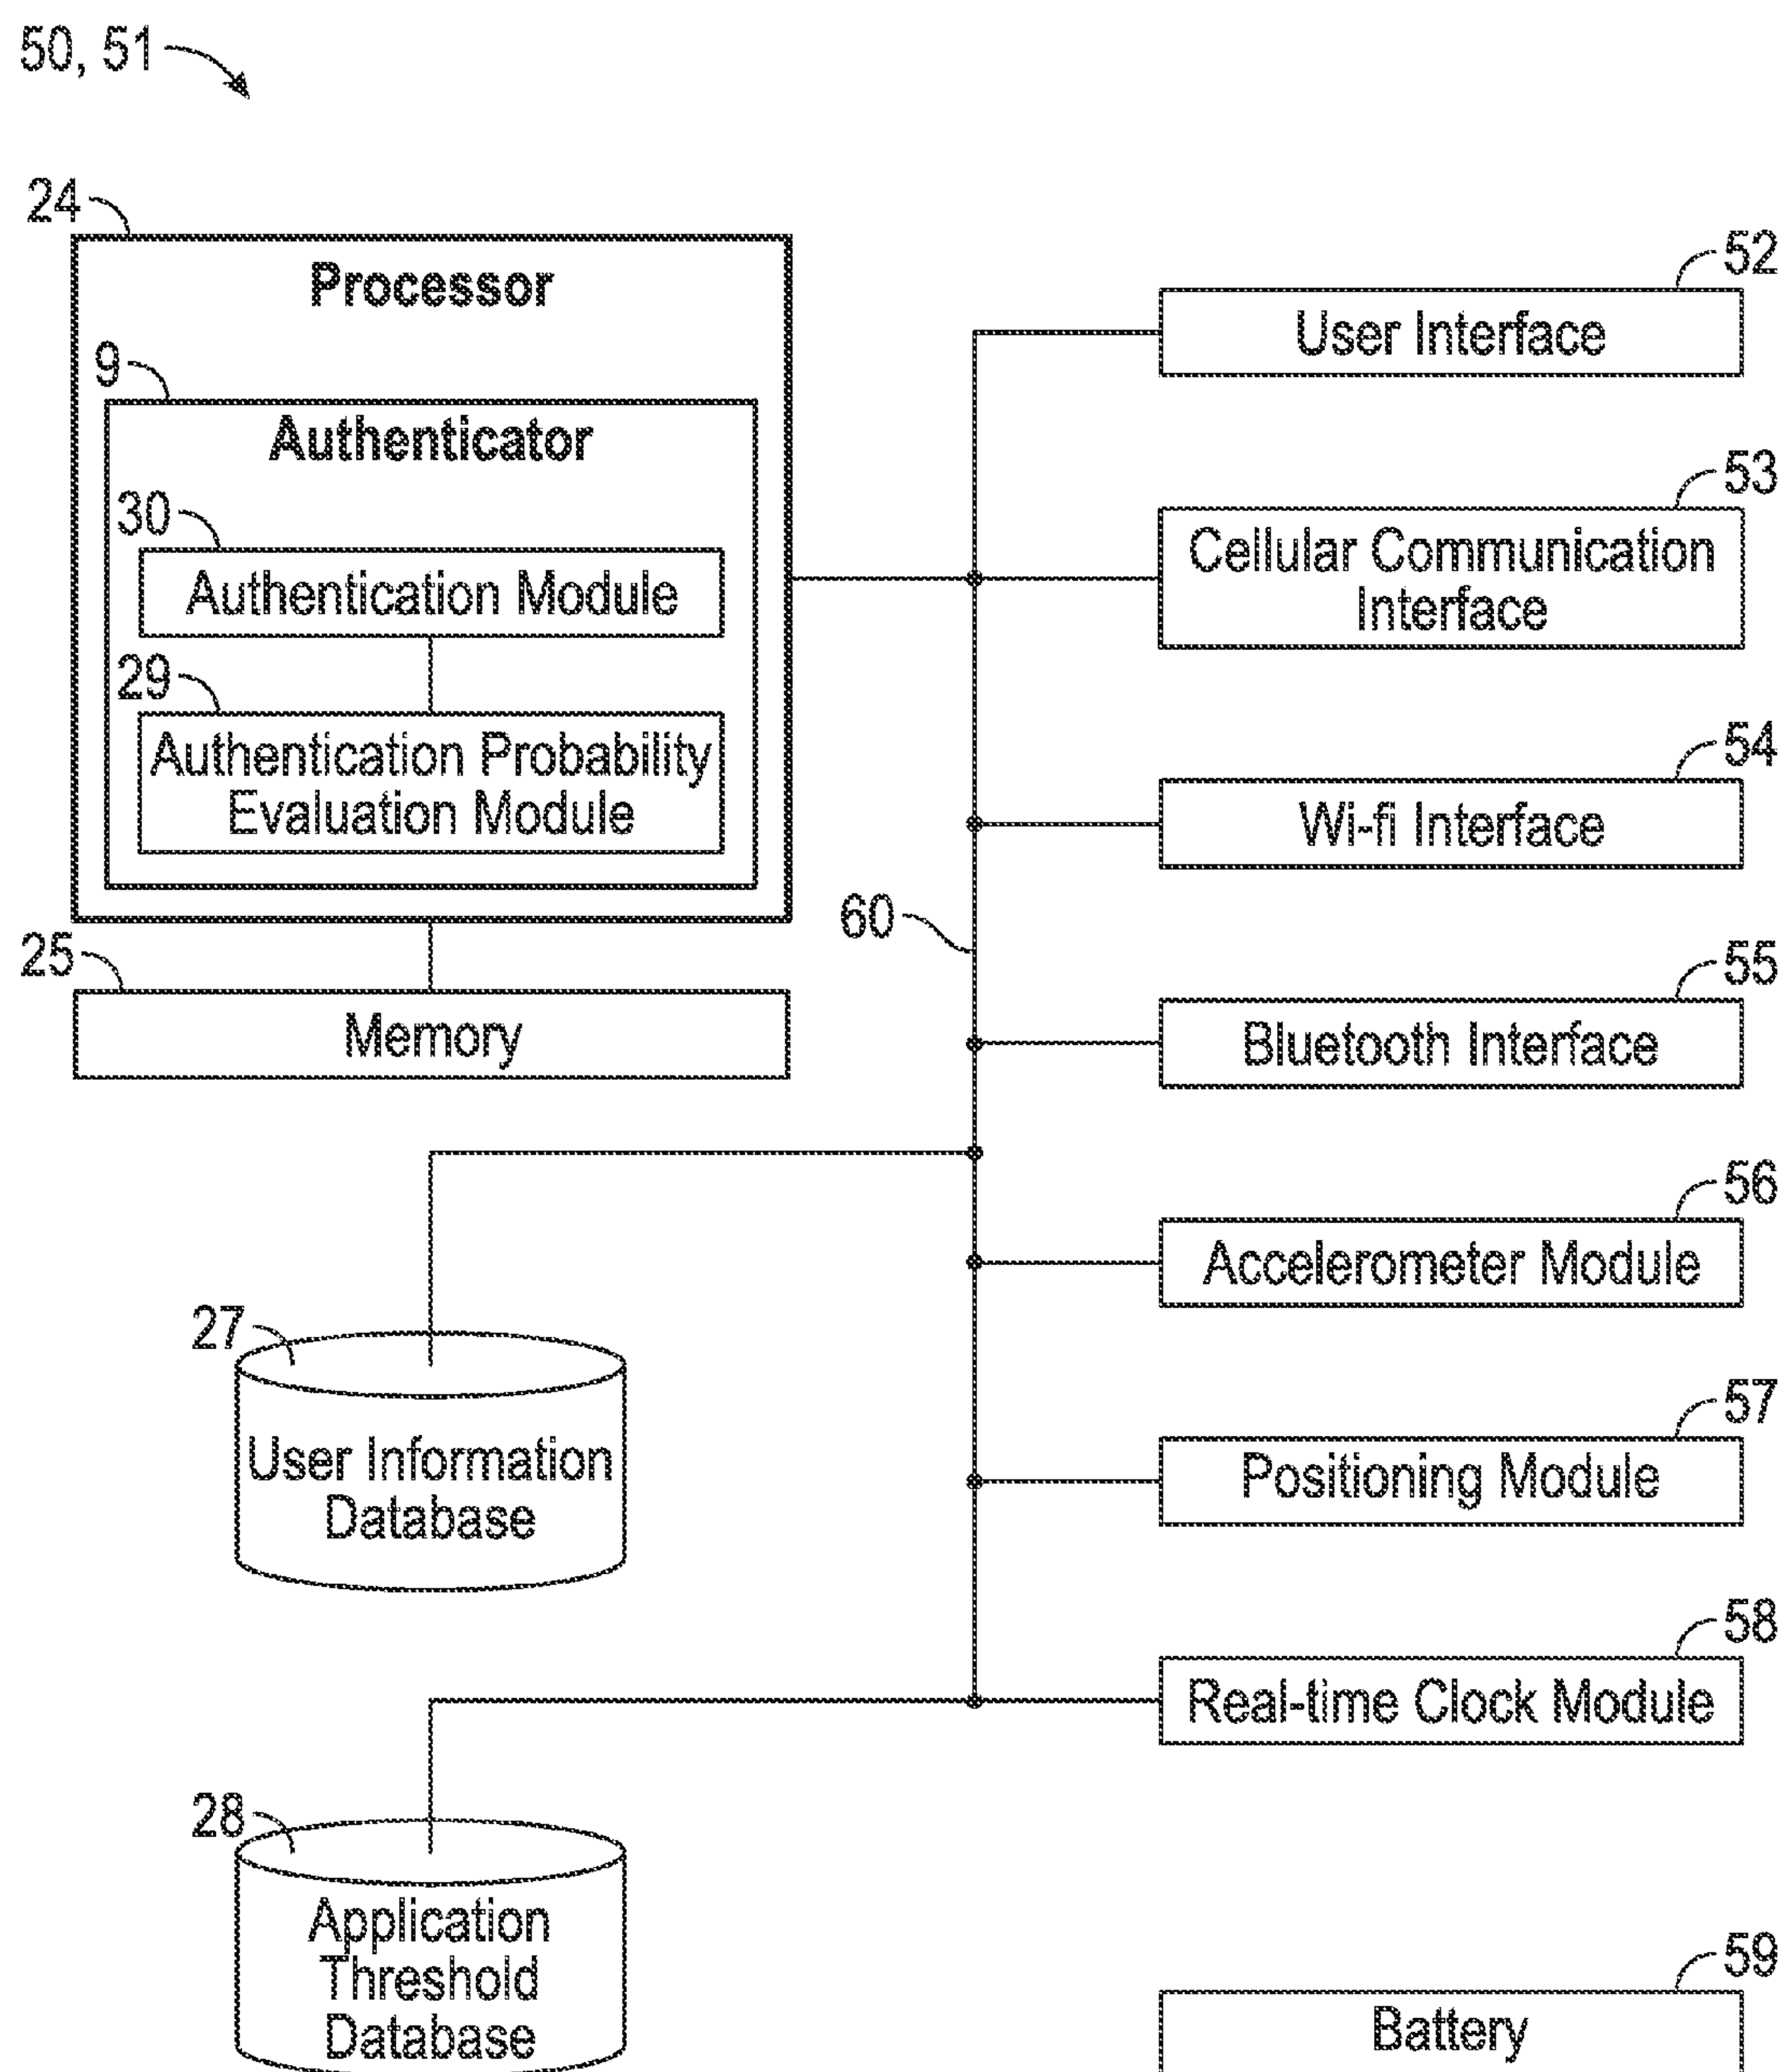 50, 51
24
Processor
9
Authenticator
30
Authentication Module
29
Authentication Probability
Evaluation Module
25
Memory
60
27
User Information
Database
28
Application
Threshold
Database
52
User Interface
53
Cellular Communication
Interface
54
Wi-fi Interface
55
Bluetooth Interface
56
Accelerometer Module
57
Positioning Module
58
Real-time Clock Module
59
Battery